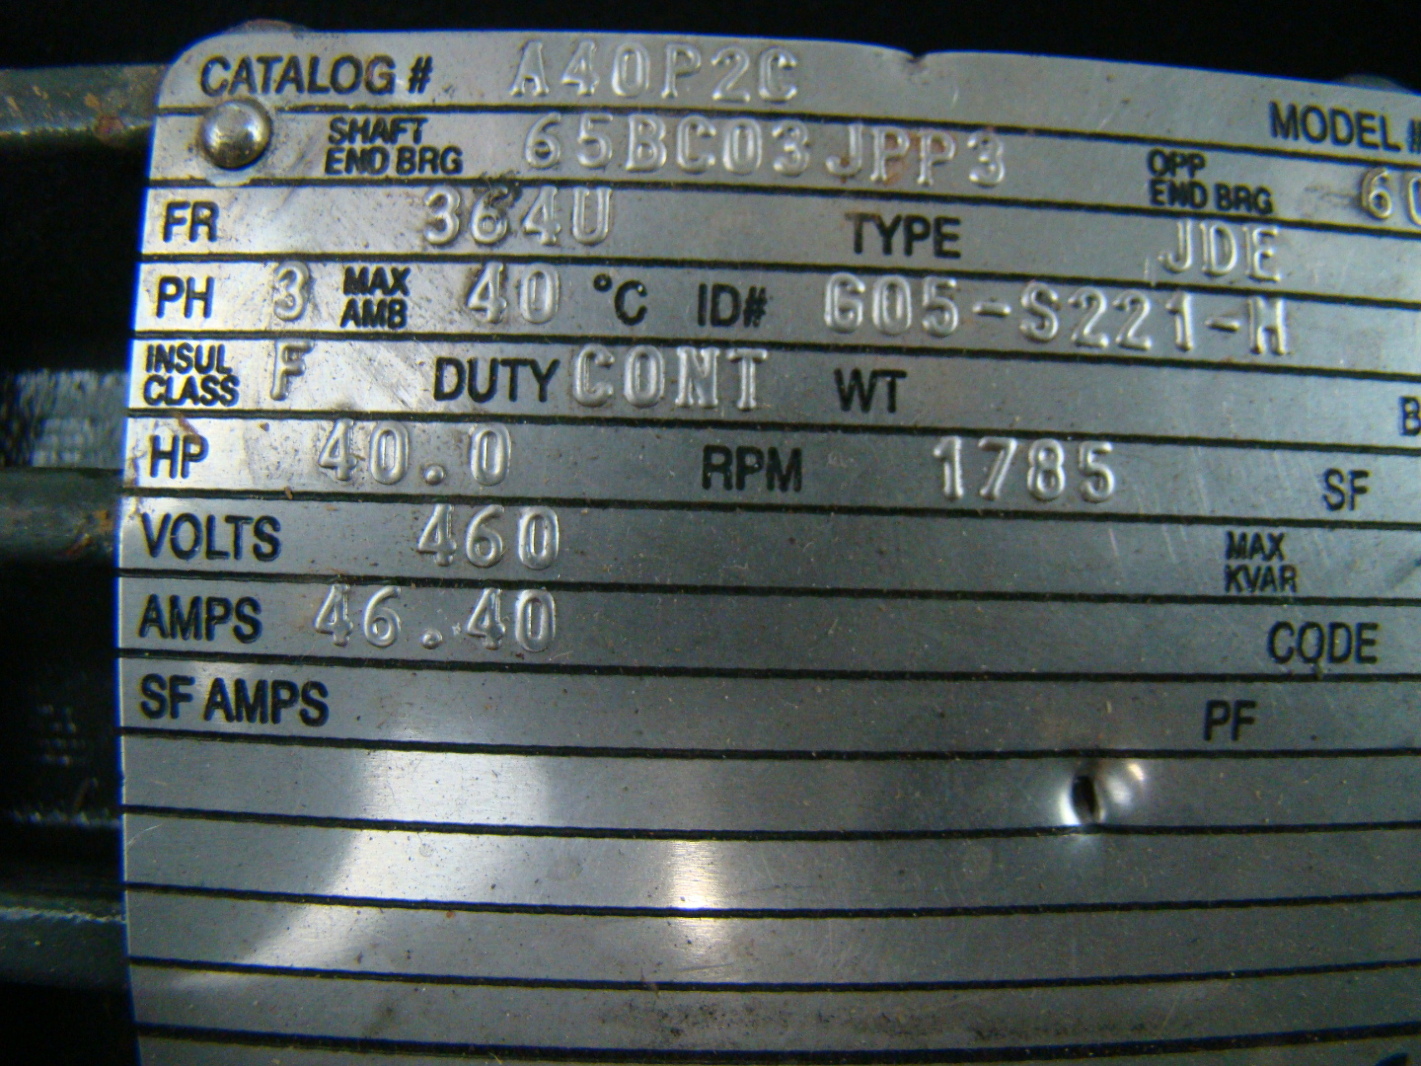 CATALOG # A40P2C MODEL #
SHAFT END BRG 65BC03JPP3 OPP END BRG 60
FR 364U TYPE JDE
PH 3 MAX AMB 40 °C ID# G05-S221-M
INSUL CLASS F DUTY CONT WT B
HP 40.0 RPM 1785 SF
VOLTS 460 MAX KVAR
AMPS 46.40 CODE
SF AMPS PF